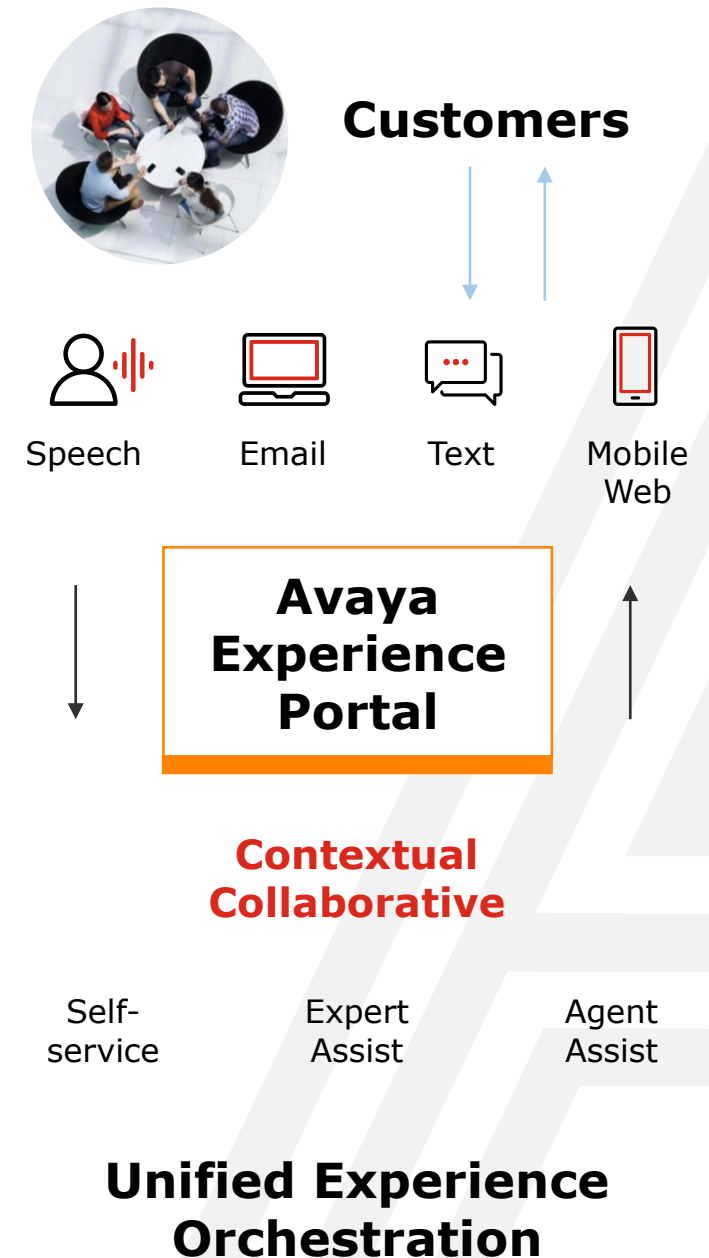 Customers
Speech
Email
Text
Mobile
Web
Avaya
Experience
Portal
Contextual
Collaborative
Self-
service
Expert
Assist
Agent
Assist
Unified Experience
Orchestration